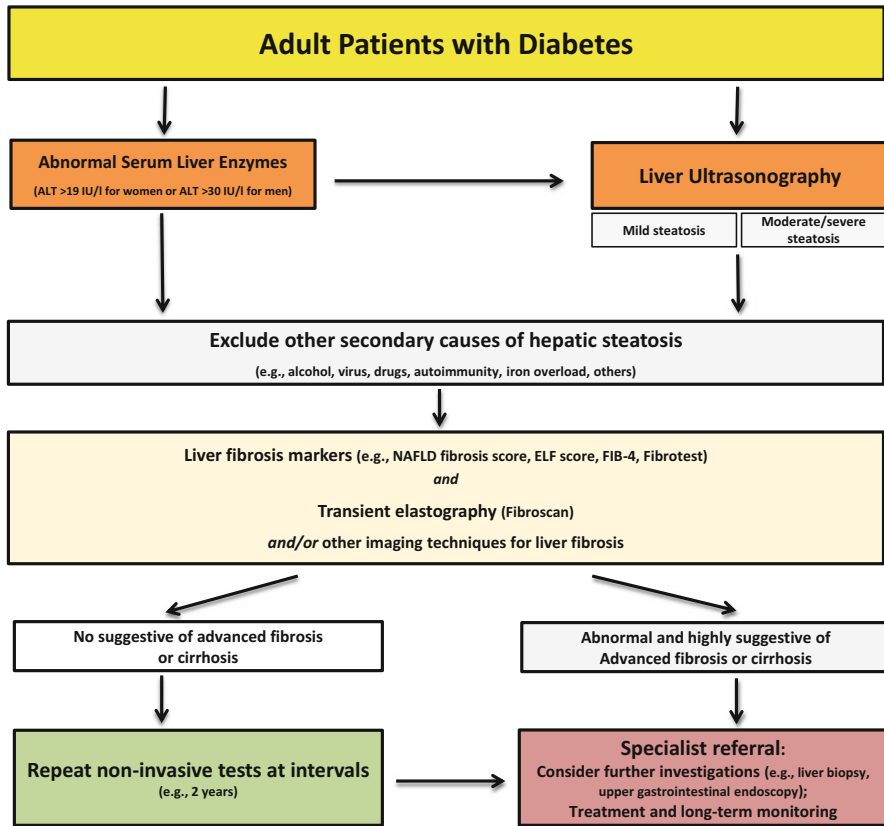 Adult Patients with Diabetes
Abnormal Serum Liver Enzymes
(ALT >19 IU/l for women or ALT >30 IU/l for men)
Liver Ultrasonography
Mild steatosis
Moderate/severe
steatosis
Exclude other secondary causes of hepatic steatosis
(e.g., alcohol, virus, drugs, autoimmunity, iron overload, others)
Liver fibrosis markers (e.g., NAFLD fibrosis score, ELF score, FIB-4, Fibrotest)
and
Transient elastography (Fibroscan)
and/or other imaging techniques for liver fibrosis
No suggestive of advanced fibrosis
or cirrhosis
Abnormal and highly suggestive of
Advanced fibrosis or cirrhosis
Repeat non-invasive tests at intervals
(e.g., 2 years)
Specialist referral:
Consider further investigations (e.g., liver biopsy,
upper gastrointestinal endoscopy);
Treatment and long-term monitoring